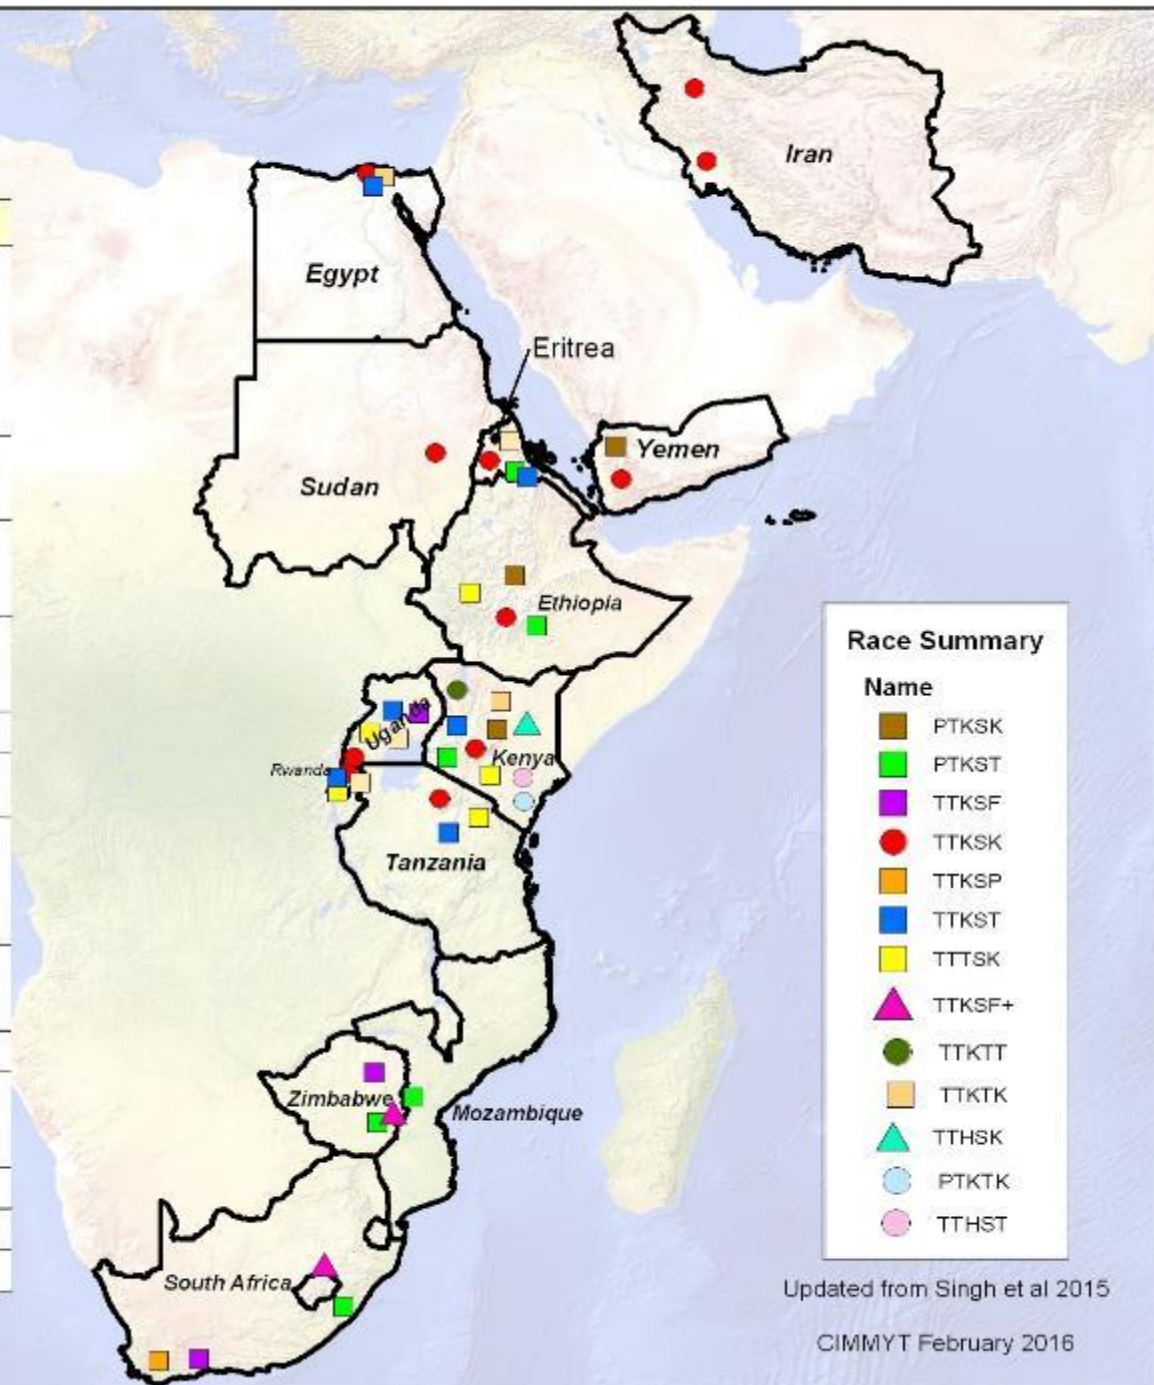 Iran
Egypt
Eritrea
Yemen
Sudan
Ethiopia
Uganda
Kenya
Rwanda
Tanzania
Zimbabwe
Mozambique
South Africa
Race Summary
Name
PTKSK
PTKST
TTKSF
TTKSK
TTKSP
TTKST
TTTSK
TTKSF+
TTKTT
TTKTK
TTHSK
PTKTK
TTHST
Updated from Singh et al 2015
CIMMYT February 2016